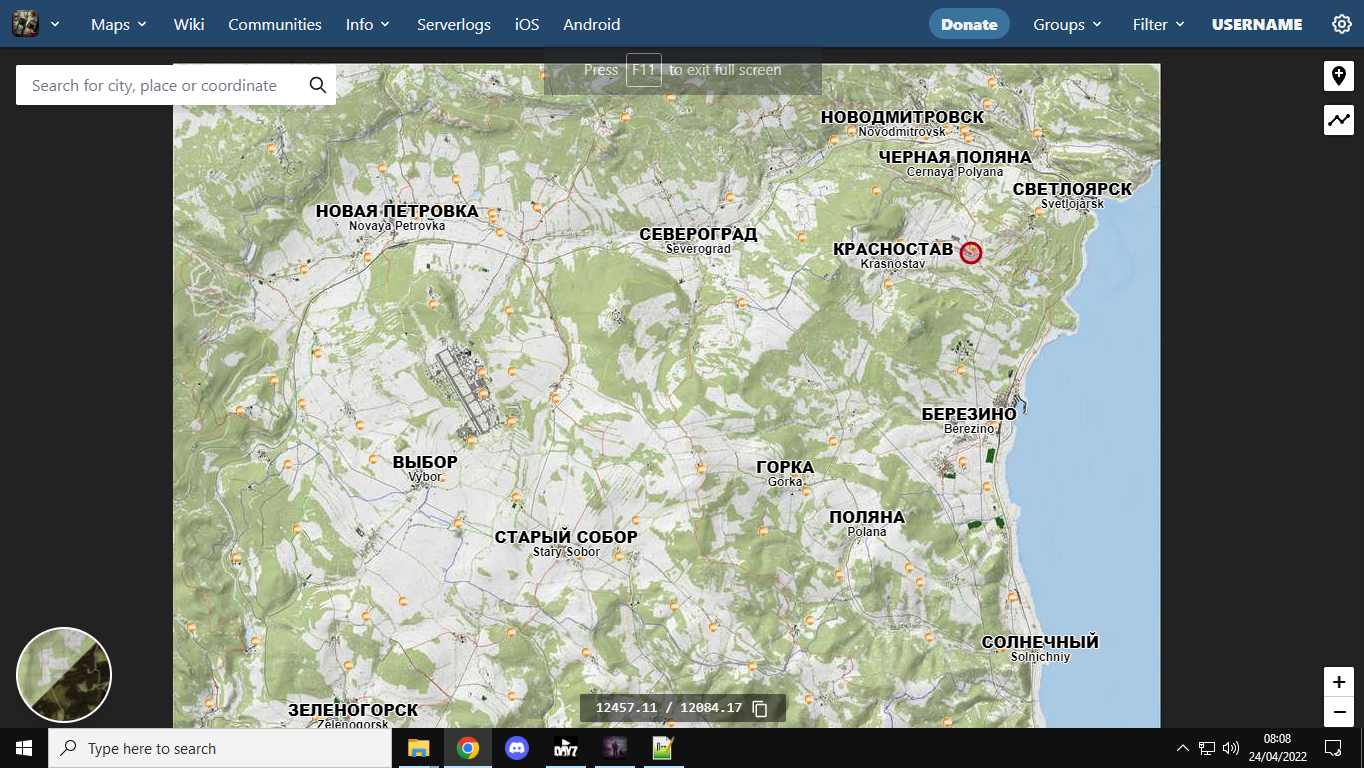 Maps
Wiki
Communities
Info
Serverlogs
iOS
Android
Donate
Groups
Filter
USERNAME
Press F11 to exit full screen
Search for city, place or coordinate
НОВОДМИТРОВСК
Novodmitrovsk
ЧЕРНАЯ ПОЛЯНА
Cernaya Polyana
СВЕТЛОЯРСК
Svetlojarsk
НОВАЯ ПЕТРОВКА
Novaya Petrovka
СЕВЕРОГРАД
Severograd
КРАСНОСТАВ
Krasnostav
БЕРЕЗИНО
Berezino
ВЫБОР
Vybor
ГОРКА
Gorka
ПОЛЯНА
Polana
СТАРЫЙ СОБОР
Stary Sobor
СОЛНЕЧНЫЙ
Solnichniy
ЗЕЛЕНОГОРСК
Zelenogorsk
12457.11 / 12084.17
+
−
Type here to search
DAYZ
08:08
24/04/2022